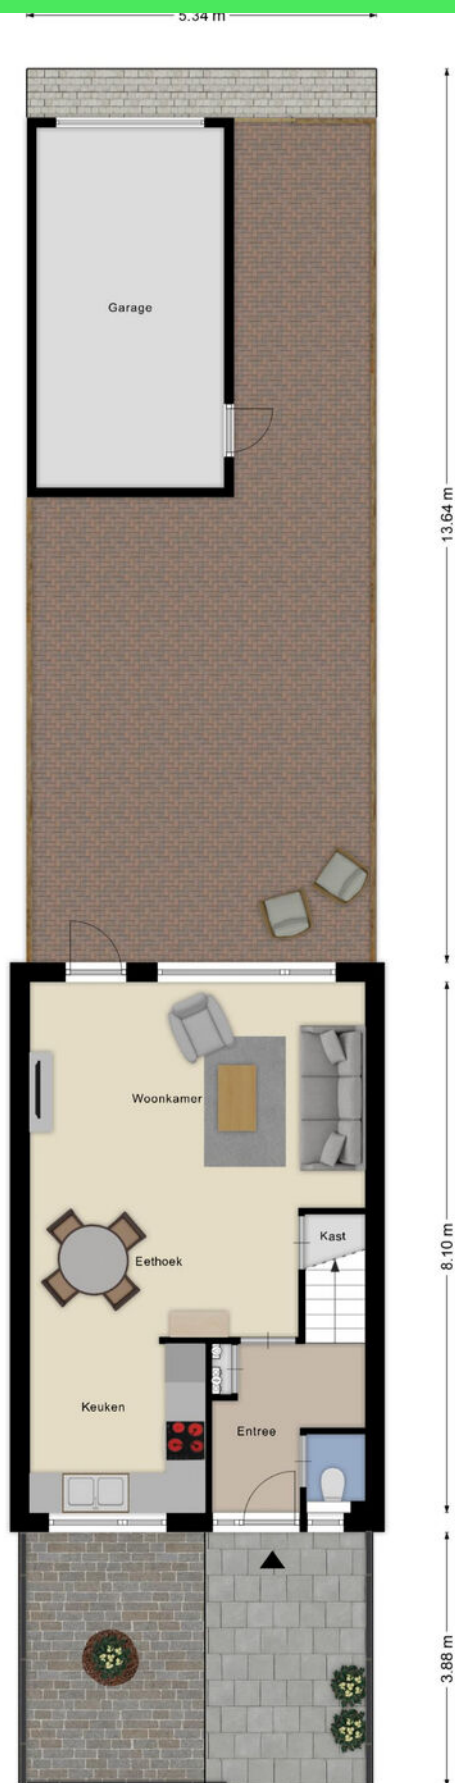 5.34 m
Garage
13.64 m
Woonkamer
Kast
Eethoek
8.10 m
Keuken
Entree
3.88 m